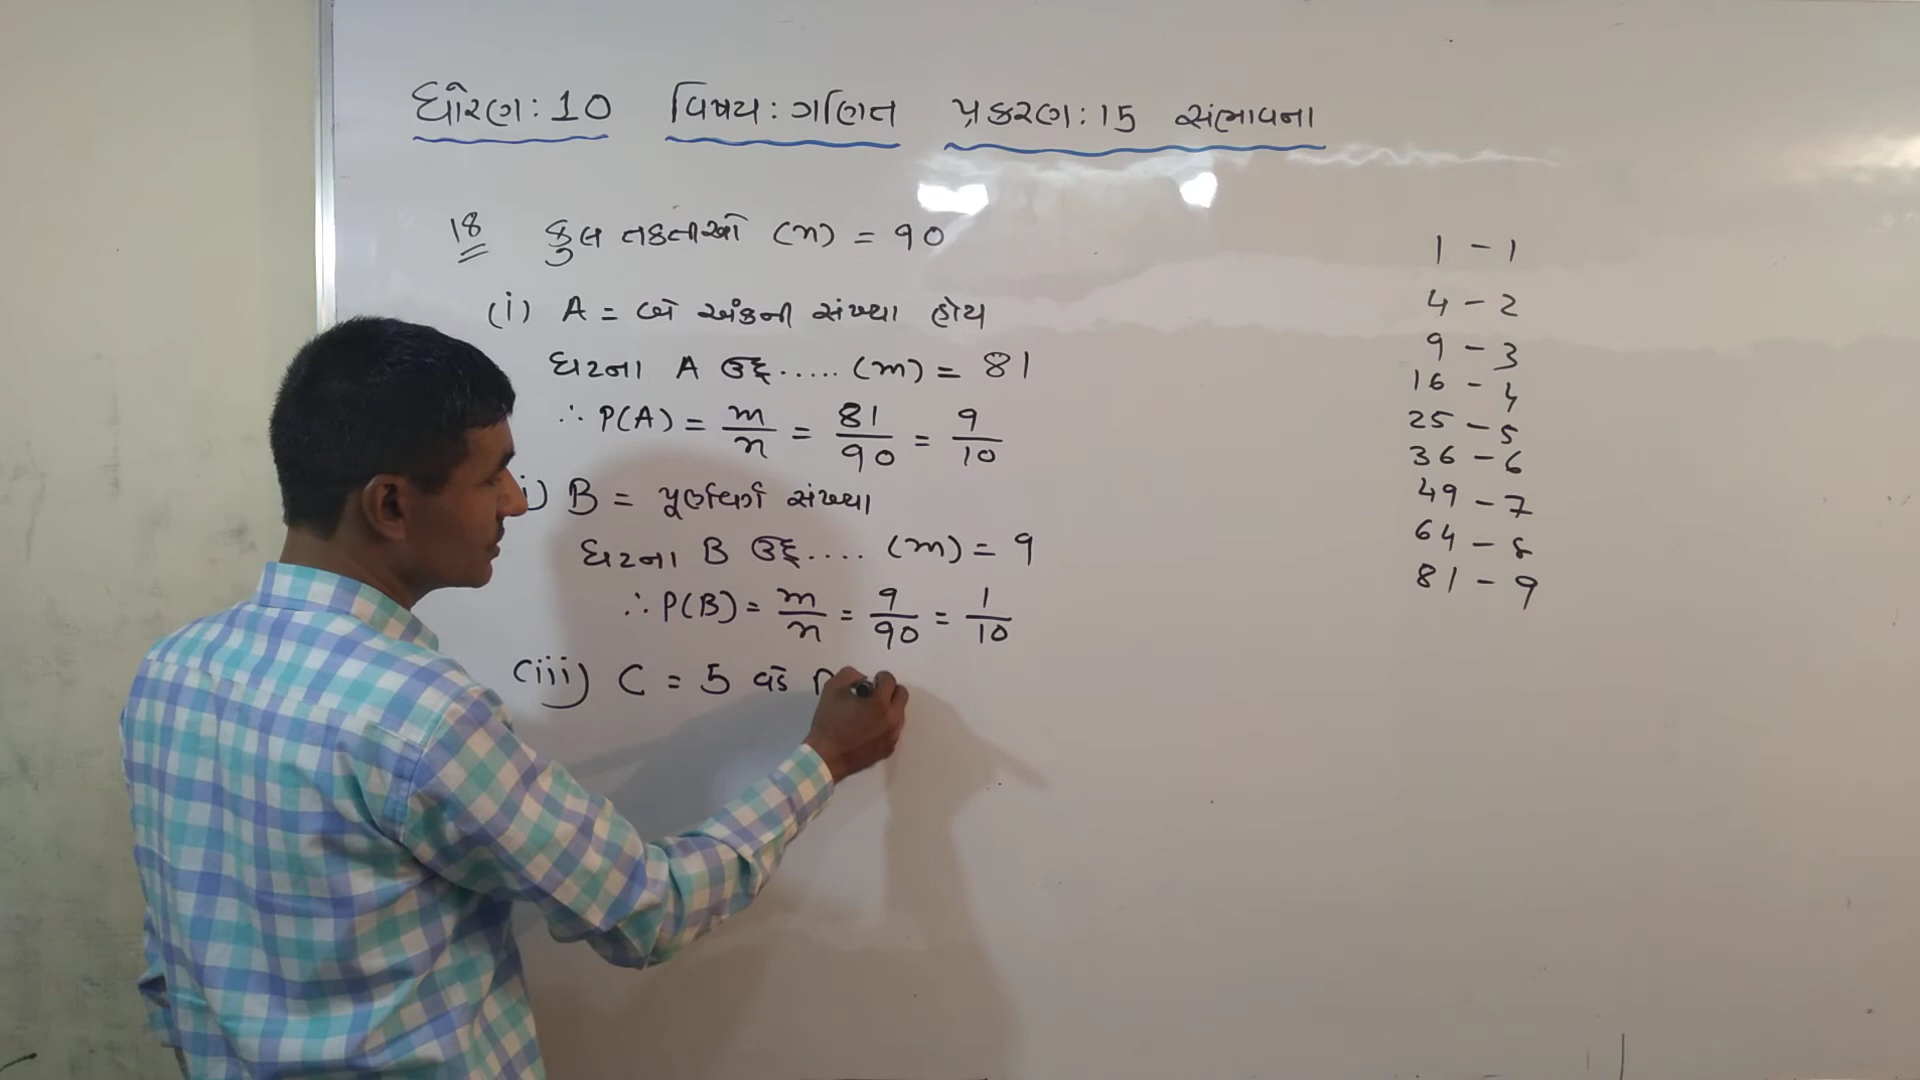 ધોરણ: 10 વિષય: ગણિત પ્રકરણ: 15 સંભાવના
18 કુલ તકતીઓ (n) = 90
(i) A = બે અંકની સંખ્યા હોય
ઘટના A ઉદ્દ..... (m) = 81
∴ P(A) = m/n = 81/90 = 9/10
i) B = પૂર્ણવર્ગ સંખ્યા
ઘટના B ઉદ્દ.... (m) = 9
∴ P(B) = m/n = 9/90 = 1/10
(iii) C = 5 વડે
1 - 1
4 - 2
9 - 3
16 - 4
25 - 5
36 - 6
49 - 7
64 - 8
81 - 9